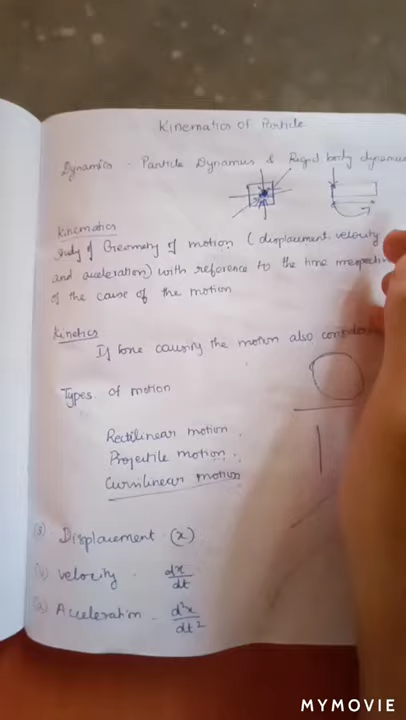 Kinematics of Particle
Dynamics - Particle Dynamics & Rigid body dynamics
Kinematics
Study of Geometry of motion (displacement, velocity
and acceleration) with reference to the time irrespective
of the cause of the motion
Kinetics
If force causing the motion also considered
Types of motion
Rectilinear motion.
Projectile motion.
Curvilinear motion
(s) Displacement (x)
(v) velocity. dx/dt
(a) Acceleration - d²x/dt²
MYMOVIE